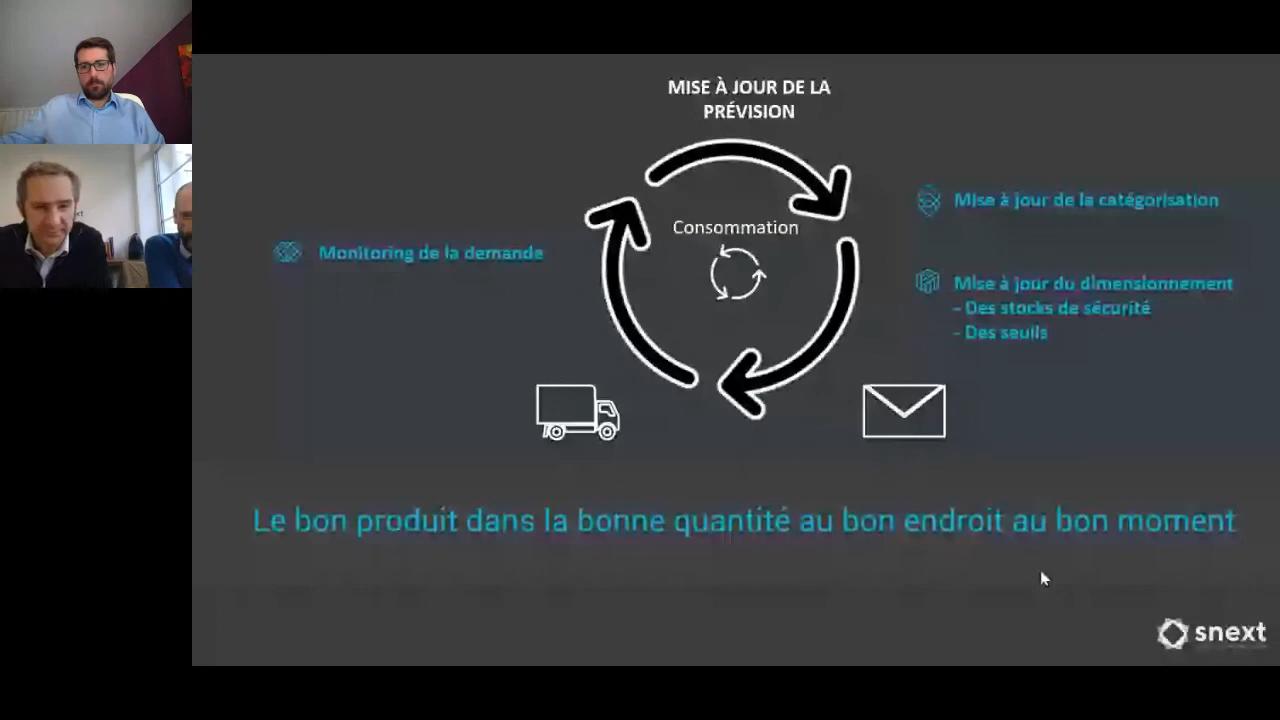 MISE À JOUR DE LA
PRÉVISION
Consommation
Monitoring de la demande
Mise à jour de la catégorisation
Mise à jour du dimensionnement
- Des stocks de sécurité
- Des seuils
Le bon produit dans la bonne quantité au bon endroit au bon moment
snext